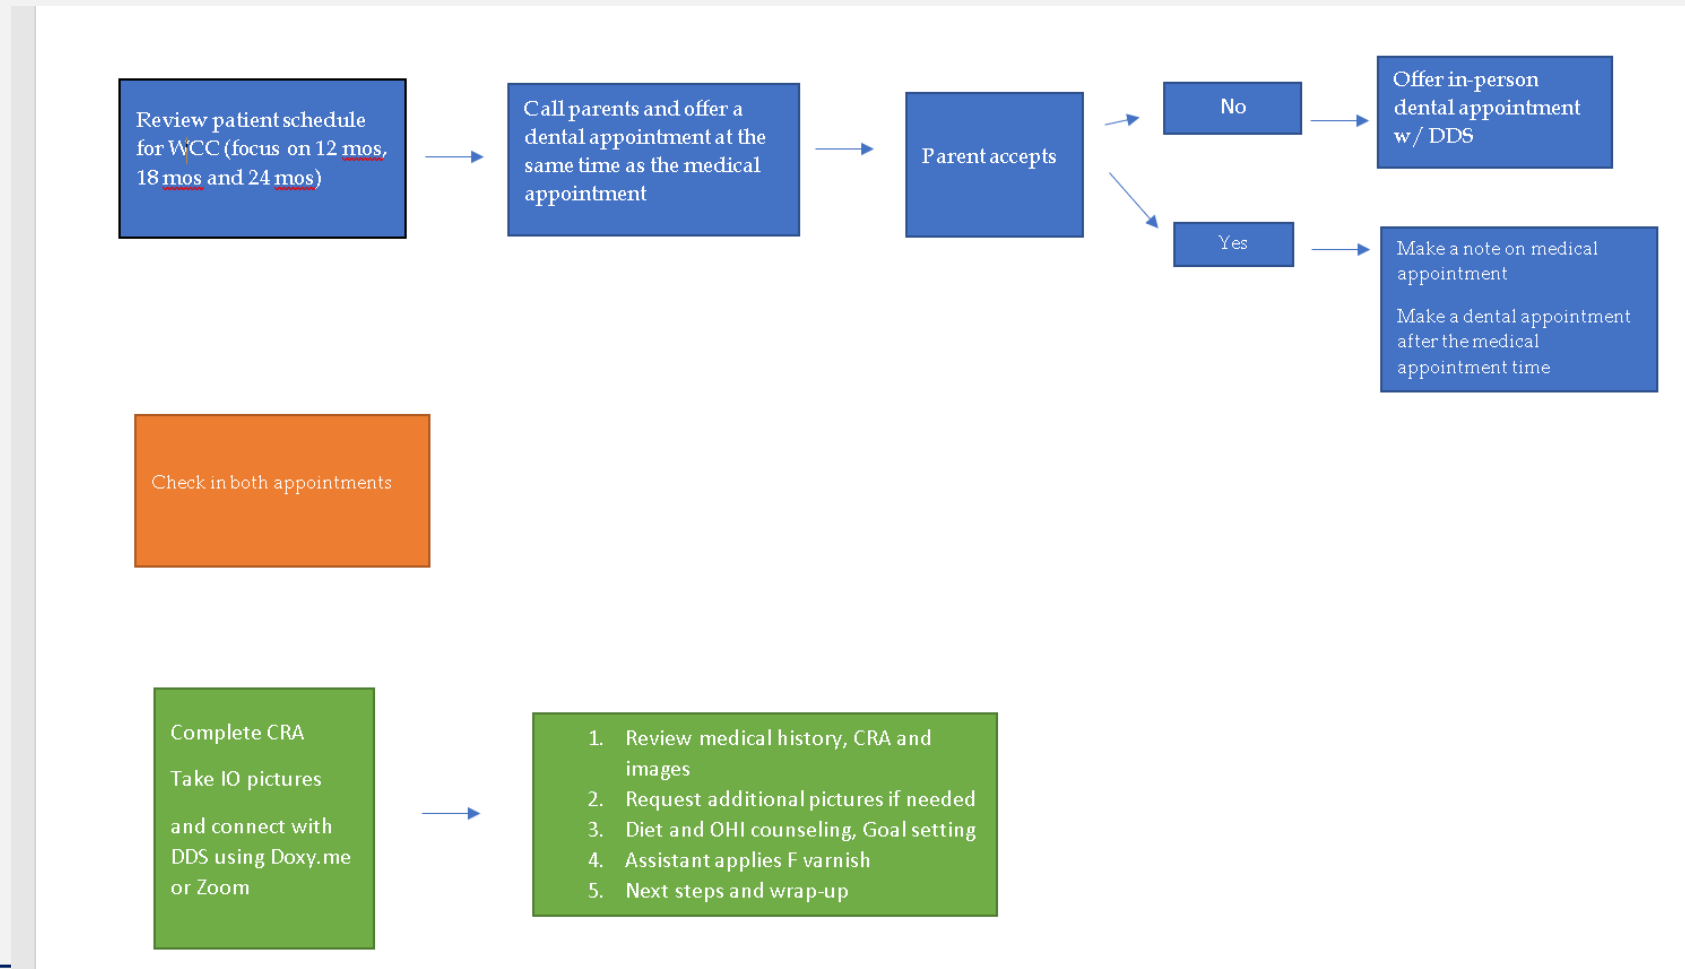 Review patient schedule
for WCC (focus on 12 mos,
18 mos and 24 mos)
Call parents and offer a
dental appointment at the
same time as the medical
appointment
Parent accepts
No
Offer in-person
dental appointment
w/ DDS
Yes
Make a note on medical
appointment
Make a dental appointment
after the medical
appointment time
Check in both appointments
Complete CRA
Take IO pictures
and connect with
DDS using Doxy.me
or Zoom
1. Review medical history, CRA and
images
2. Request additional pictures if needed
3. Diet and OHI counseling, Goal setting
4. Assistant applies F varnish
5. Next steps and wrap-up